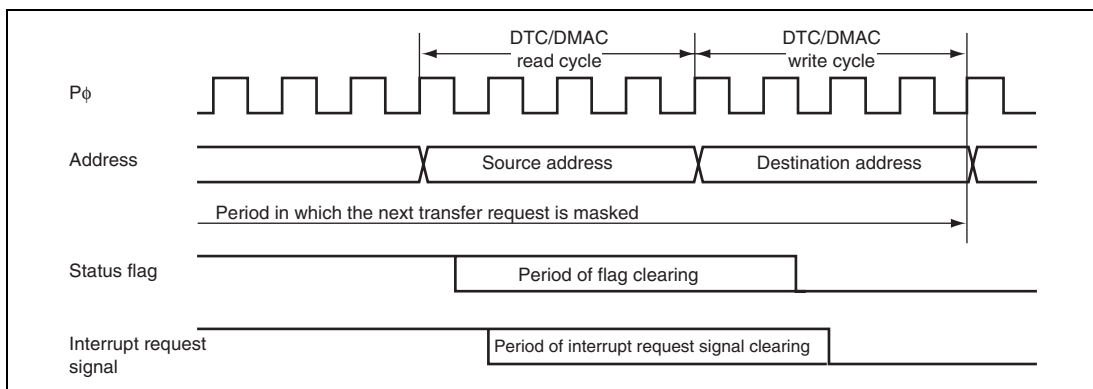 DTC/DMAC
read cycle
DTC/DMAC
write cycle
Pϕ
Address
Source address
Destination address
Period in which the next transfer request is masked
Status flag
Period of flag clearing
Interrupt request
signal
Period of interrupt request signal clearing